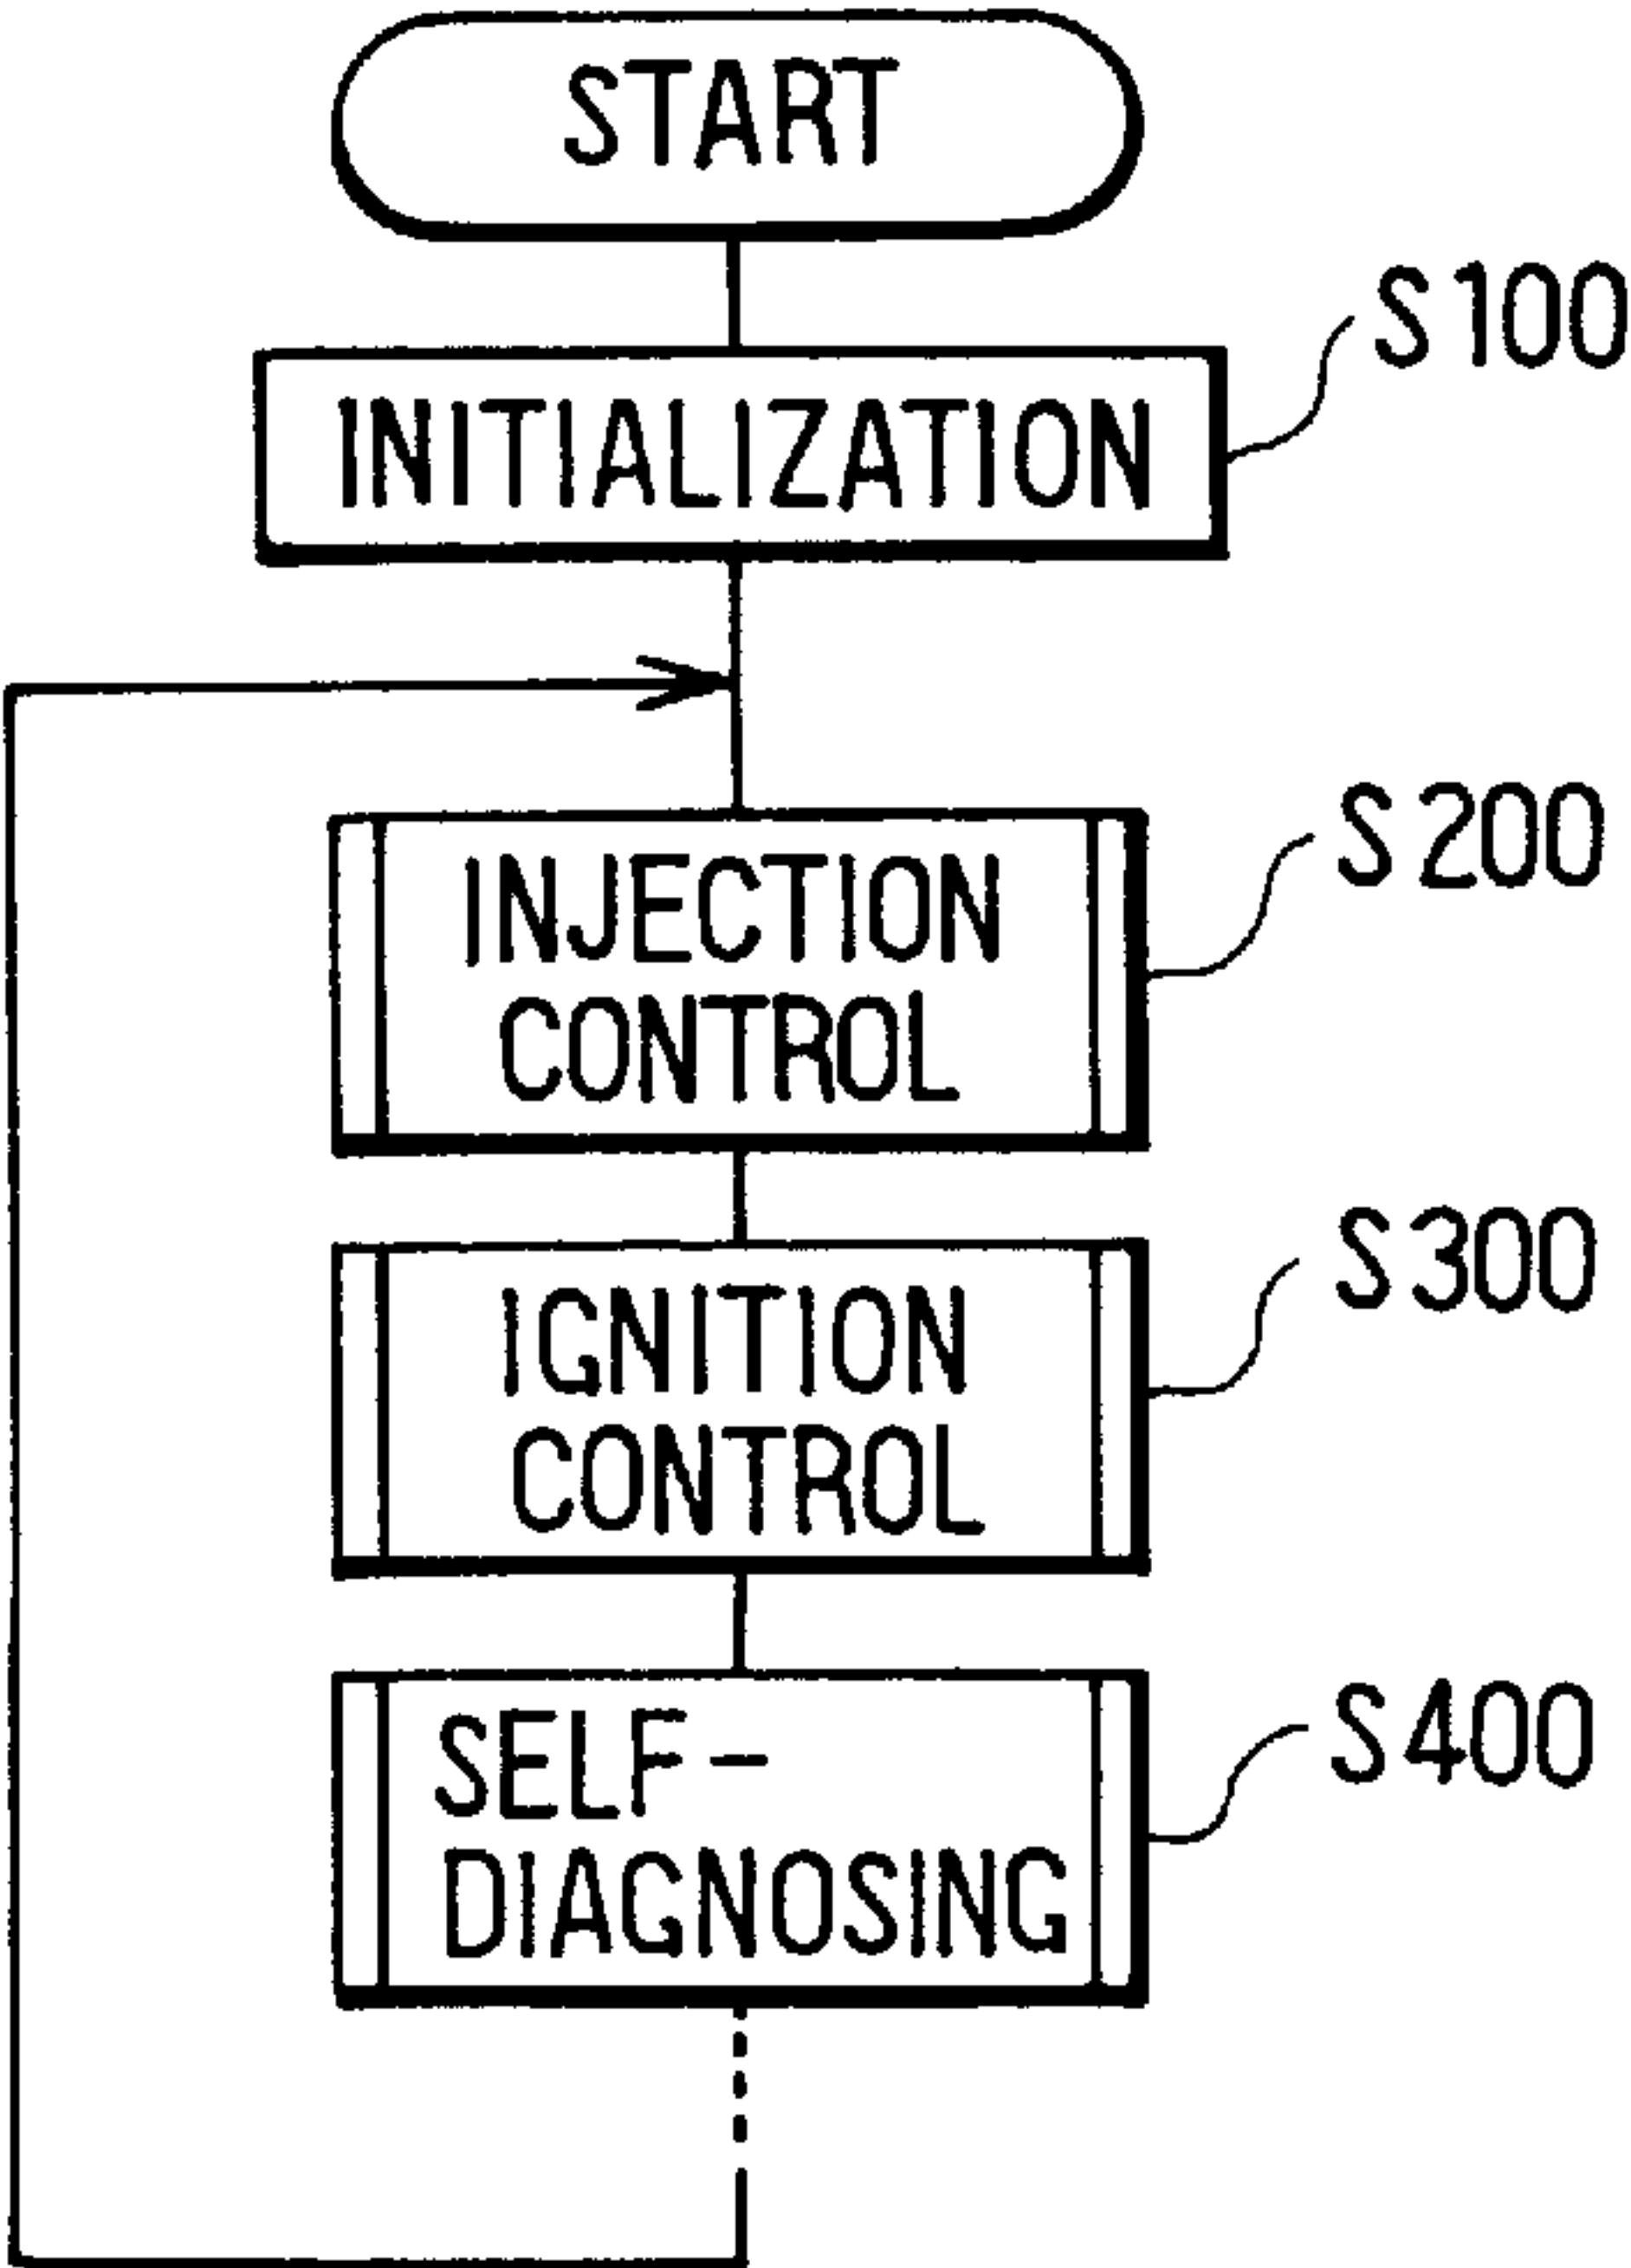 START
S100
INITIALIZATION
S200
INJECTION
CONTROL
S300
IGNITION
CONTROL
S400
SELF-
DIAGNOSING